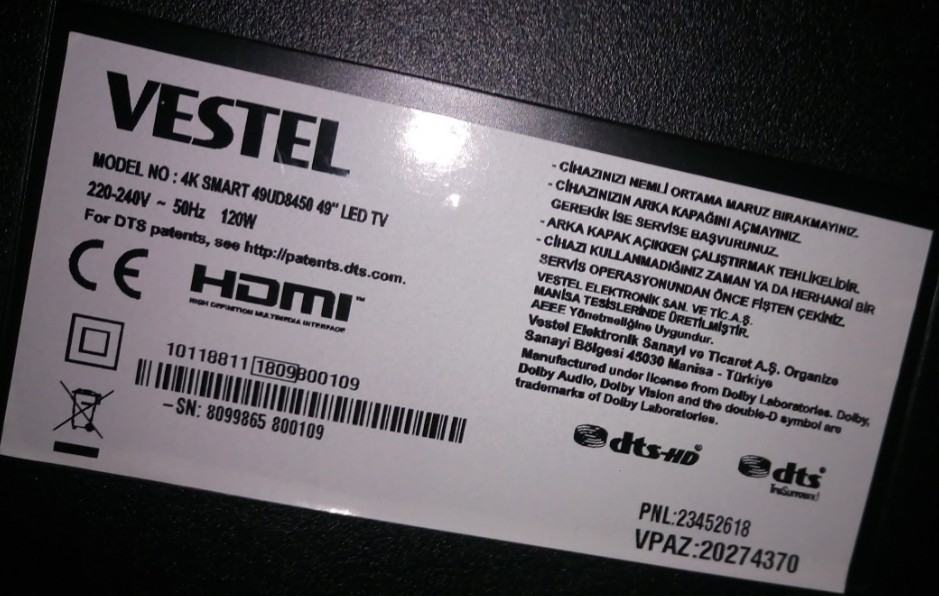 VESTEL
MODEL NO : 4K SMART 49UD8450 49" LED TV
220-240V ~ 50Hz 120W
For DTS patents, see http://patents.dts.com.
CE
HDMI™
HIGH DEFINITION MULTIMEDIA INTERFACE
10118811 1809800109
-SN: 8099865 800109
- CİHAZINIZI NEMLİ ORTAMA MARUZ BIRAKMAYINIZ.
- CİHAZINIZIN ARKA KAPAĞINI AÇMAYINIZ.
GEREKİR İSE SERVİSE BAŞVURUNUZ.
- ARKA KAPAK AÇIKKEN ÇALIŞTIRMAK TEHLİKELİDİR.
- CİHAZI KULLANMADIĞINIZ ZAMAN YA DA HERHANGİ BİR
SERVİS OPERASYONUNDAN ÖNCE FİŞTEN ÇEKİNİZ.
VESTEL ELEKTRONİK SAN. VE TİC.A.Ş.
MANİSA TESİSLERİNDE ÜRETİLMİŞTİR.
AEEE Yönetmeliğine Uygundur.
Vestel Elektronik Sanayi ve Ticaret A.Ş. Organize
Sanayi Bölgesi 45030 Manisa - Türkiye
Manufactured under license from Dolby Laboratories. Dolby,
Dolby Audio, Dolby Vision and the double-D symbol are
trademarks of Dolby Laboratories.
dts-HD®
dts®
TruSurround
PNL:23452618
VPAZ:20274370